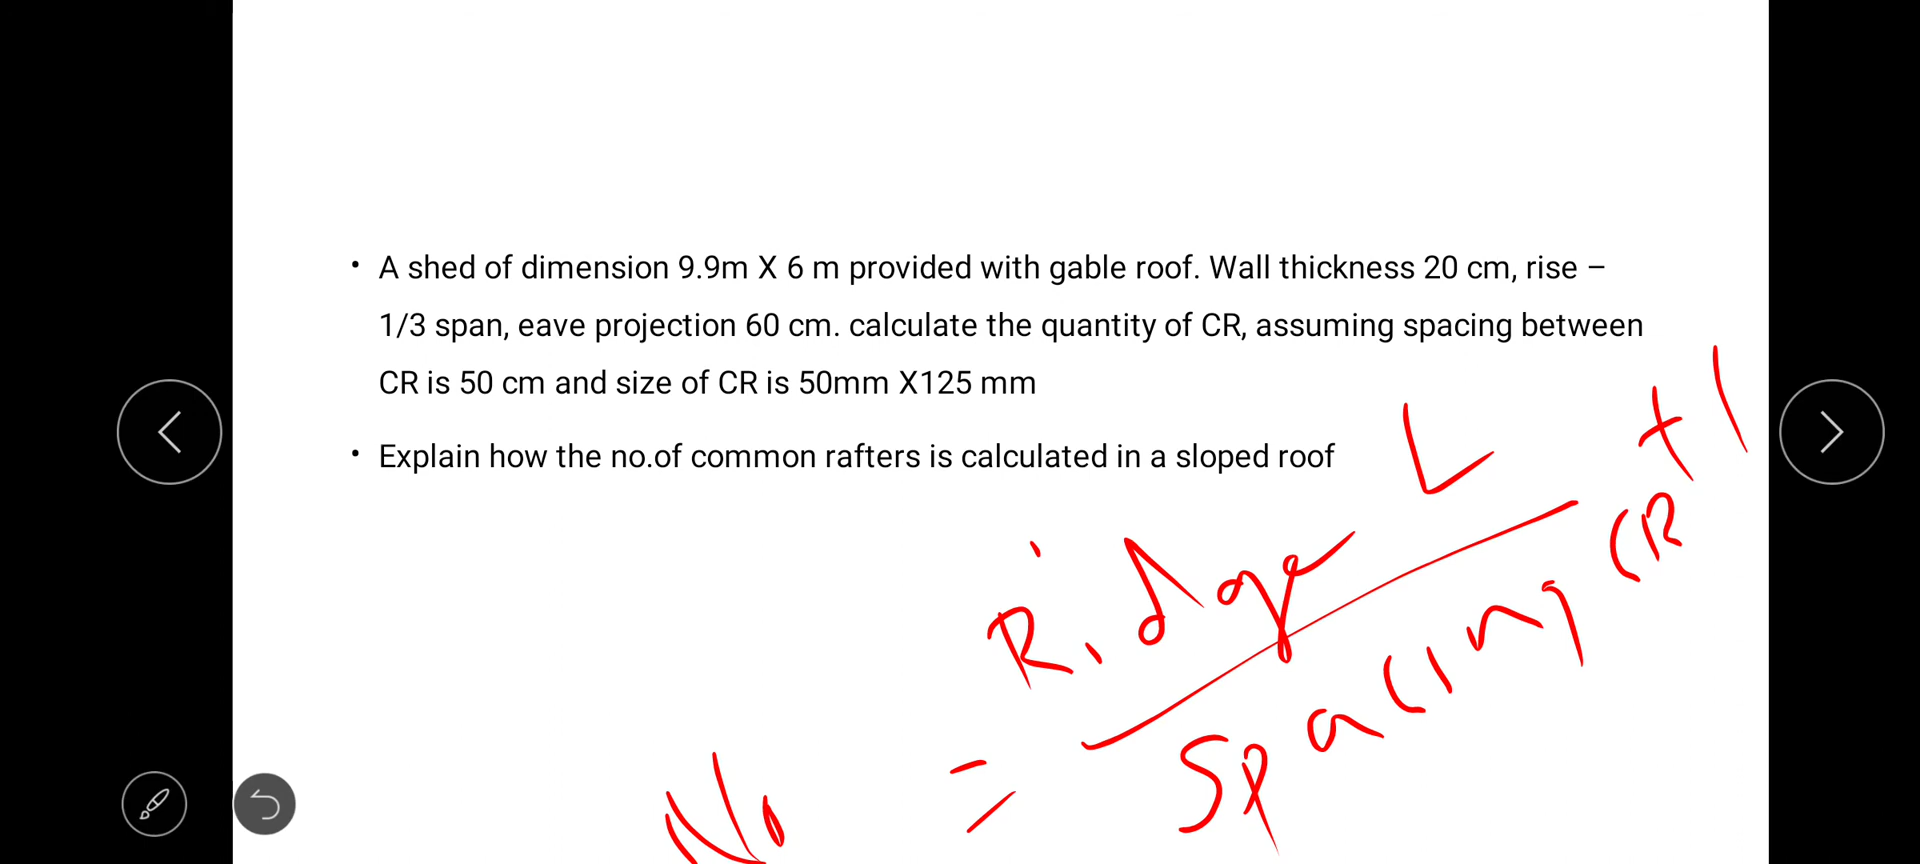 • A shed of dimension 9.9m X 6 m provided with gable roof. Wall thickness 20 cm, rise –
1/3 span, eave projection 60 cm. calculate the quantity of CR, assuming spacing between
CR is 50 cm and size of CR is 50mm X125 mm
• Explain how the no.of common rafters is calculated in a sloped roof
No = Ridge L
Spacing CR
+1